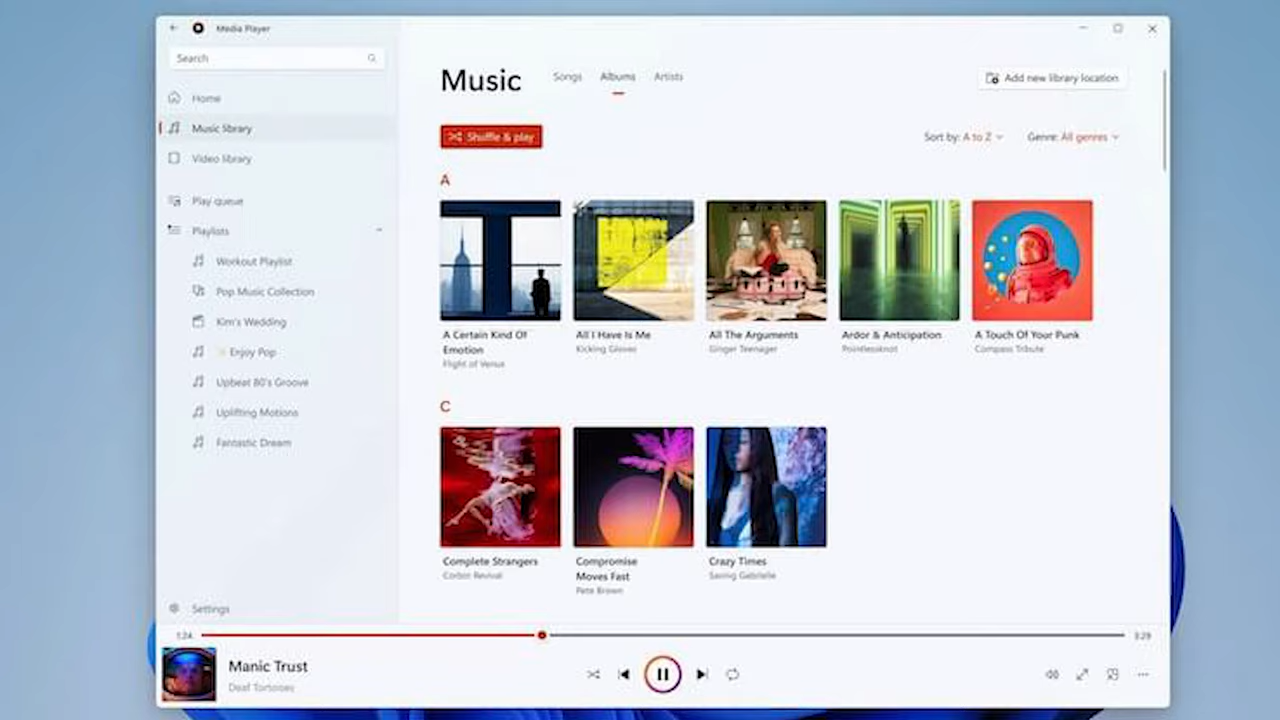 Media Player
Search
Home
Music library
Video library
Play queue
Playlists
Workout Playlist
Pop Music Collection
Kim's Wedding
Enjoy Pop
Upbeat 80's Groove
Uplifting Motions
Fantastic Dream
Settings
Music
Songs
Albums
Artists
Add new library location
Shuffle & play
Sort by: A to Z
Genre: All genres
A
A Certain Kind Of
Emotion
Flight of Venus
All I Have Is Me
Kicking Gloves
All The Arguments
Ginger Teenager
Ardor & Anticipation
Pointlessknot
A Touch Of Your Punk
Compass Tribute
C
Complete Strangers
Corbor Revival
Compromise
Moves Fast
Pete Brown
Crazy Times
Saving Gabrielle
1:24
3:29
Manic Trust
Deaf Tortoises